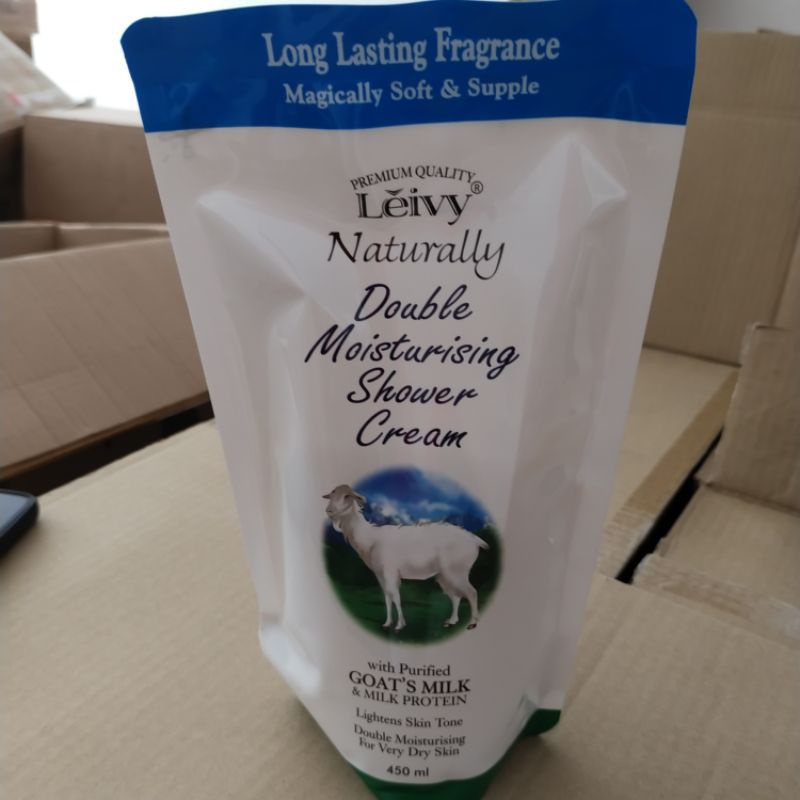 Long Lasting Fragrance
Magically Soft & Supple
PREMIUM QUALITY
Lěivy®
Naturally
Double
Moisturising
Shower
Cream
with Purified
GOAT'S MILK
& MILK PROTEIN
Lightens Skin Tone
Double Moisturising
For Very Dry Skin
450 ml